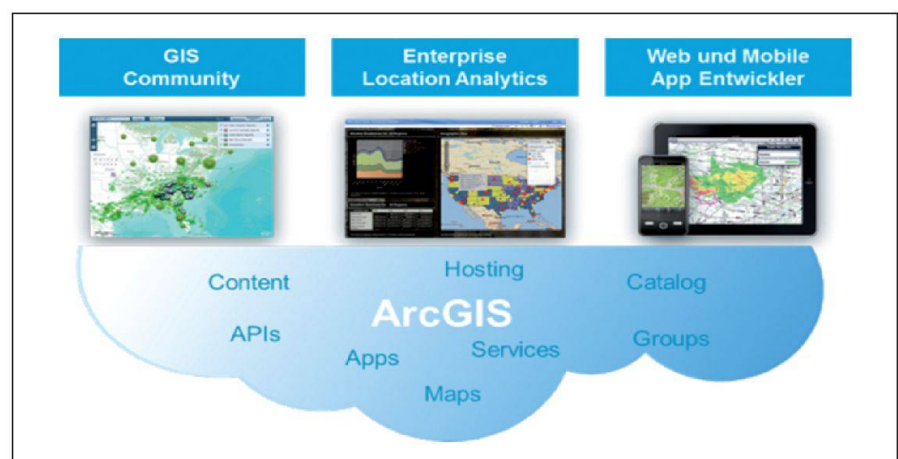 GIS
Community
Enterprise
Location Analytics
Web und Mobile
App Entwickler
Content
Hosting
Catalog
ArcGIS
APIs
Apps
Services
Groups
Maps